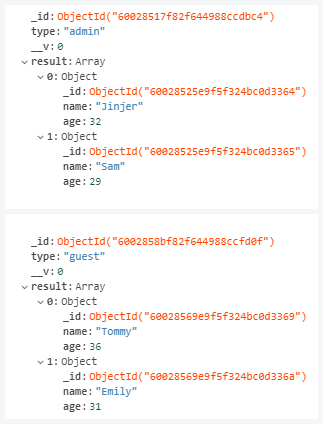 _id:ObjectId("60028517f82f644988ccdbc4")
type:"admin"
__v:0
result:Array
0:Object
_id:ObjectId("60028525e9f5f324bc0d3364")
name:"Jinjer"
age:32
1:Object
_id:ObjectId("60028525e9f5f324bc0d3365")
name:"Sam"
age:29
_id:ObjectId("6002858bf82f644988ccfd0f")
type:"guest"
__v:0
result:Array
0:Object
_id:ObjectId("60028569e9f5f324bc0d3369")
name:"Tommy"
age:36
1:Object
_id:ObjectId("60028569e9f5f324bc0d336a")
name:"Emily"
age:31